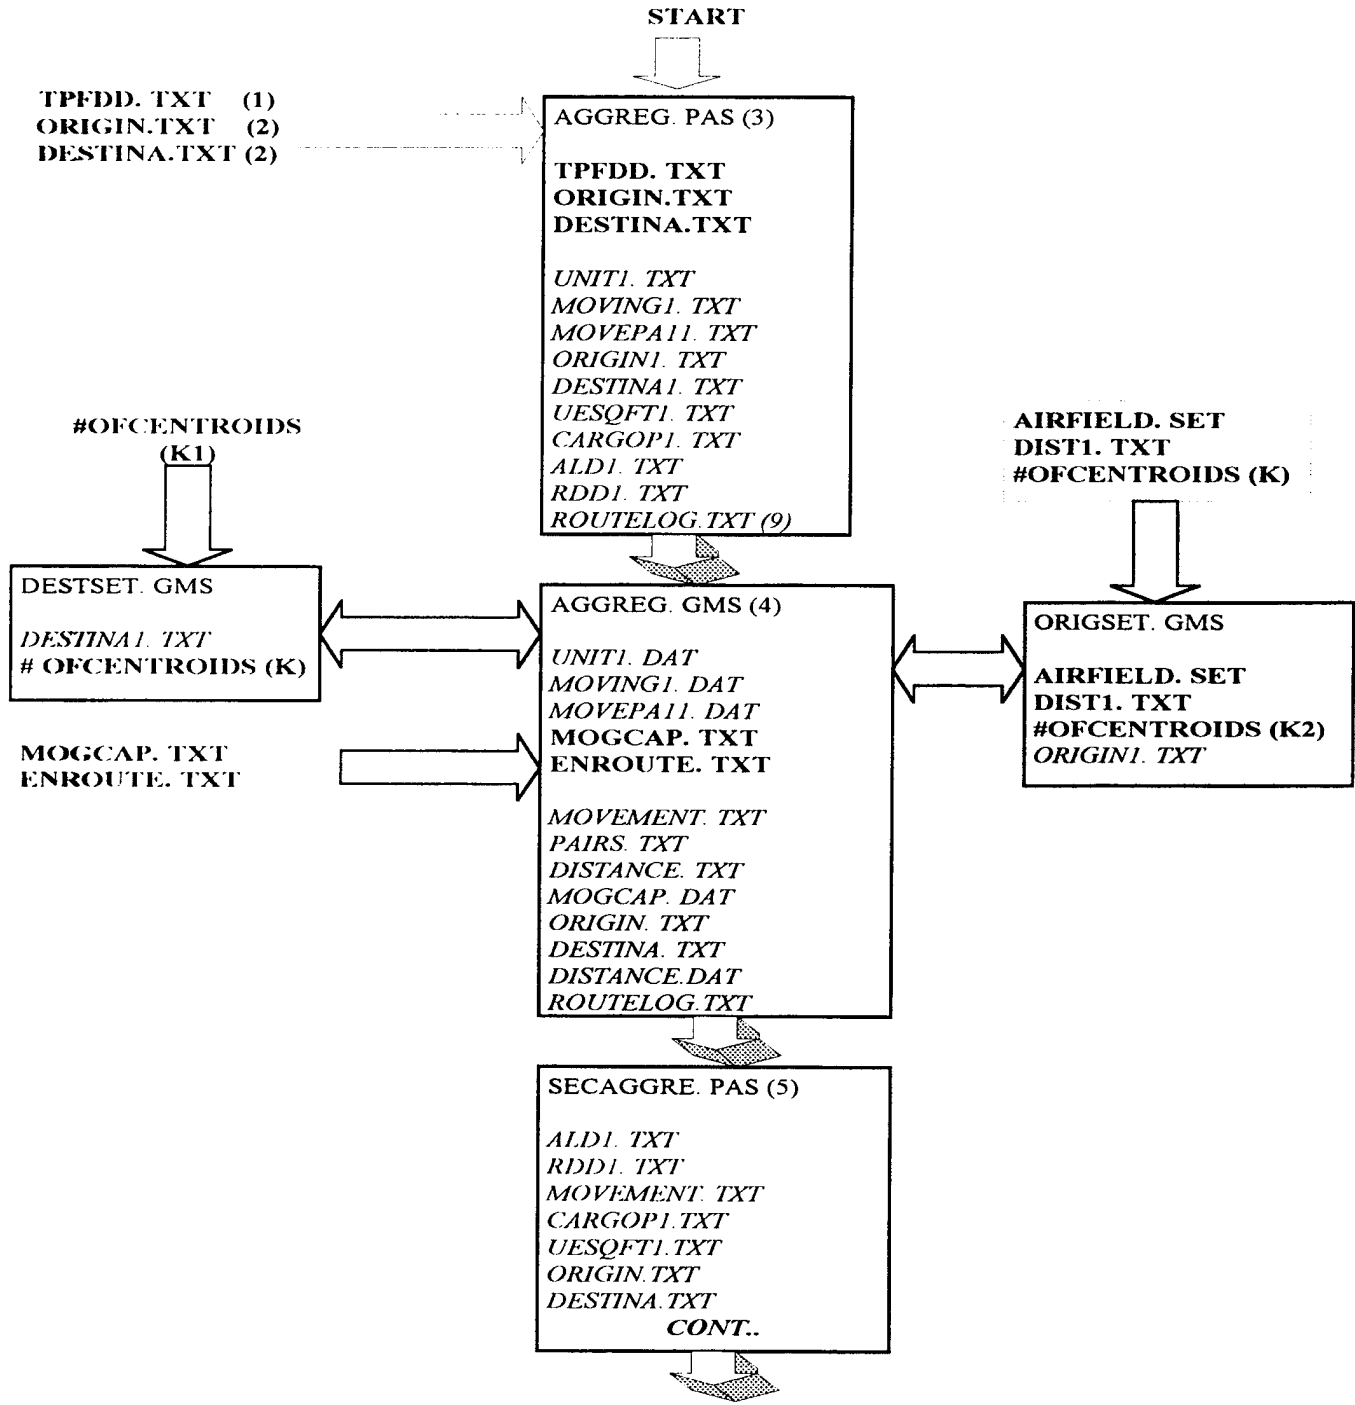 START
TPFDD. TXT (1)
ORIGIN.TXT (2)
DESTINA.TXT (2)
AGGREG. PAS (3)
TPFDD. TXT
ORIGIN.TXT
DESTINA.TXT
UNIT1. TXT
MOVING1. TXT
MOVEPA11. TXT
ORIGIN1. TXT
DESTINA1. TXT
UESQFT1. TXT
CARGOP1. TXT
ALD1. TXT
RDD1. TXT
ROUTELOG.TXT (9)
#OFCENTROIDS
(K1)
AIRFIELD. SET
DIST1. TXT
#OFCENTROIDS (K)
DESTSET. GMS
DESTINA1. TXT
# OFCENTROIDS (K)
AGGREG. GMS (4)
UNIT1. DAT
MOVING1. DAT
MOVEPA11. DAT
MOGCAP. TXT
ENROUTE. TXT
MOVEMENT. TXT
PAIRS. TXT
DISTANCE. TXT
MOGCAP. DAT
ORIGIN. TXT
DESTINA. TXT
DISTANCE.DAT
ROUTELOG.TXT
ORIGSET. GMS
AIRFIELD. SET
DIST1. TXT
#OFCENTROIDS (K2)
ORIGIN1. TXT
MOGCAP. TXT
ENROUTE. TXT
SECAGGRE. PAS (5)
ALD1. TXT
RDD1. TXT
MOVEMENT. TXT
CARGOP1.TXT
UESQFT1.TXT
ORIGIN.TXT
DESTINA.TXT
CONT..